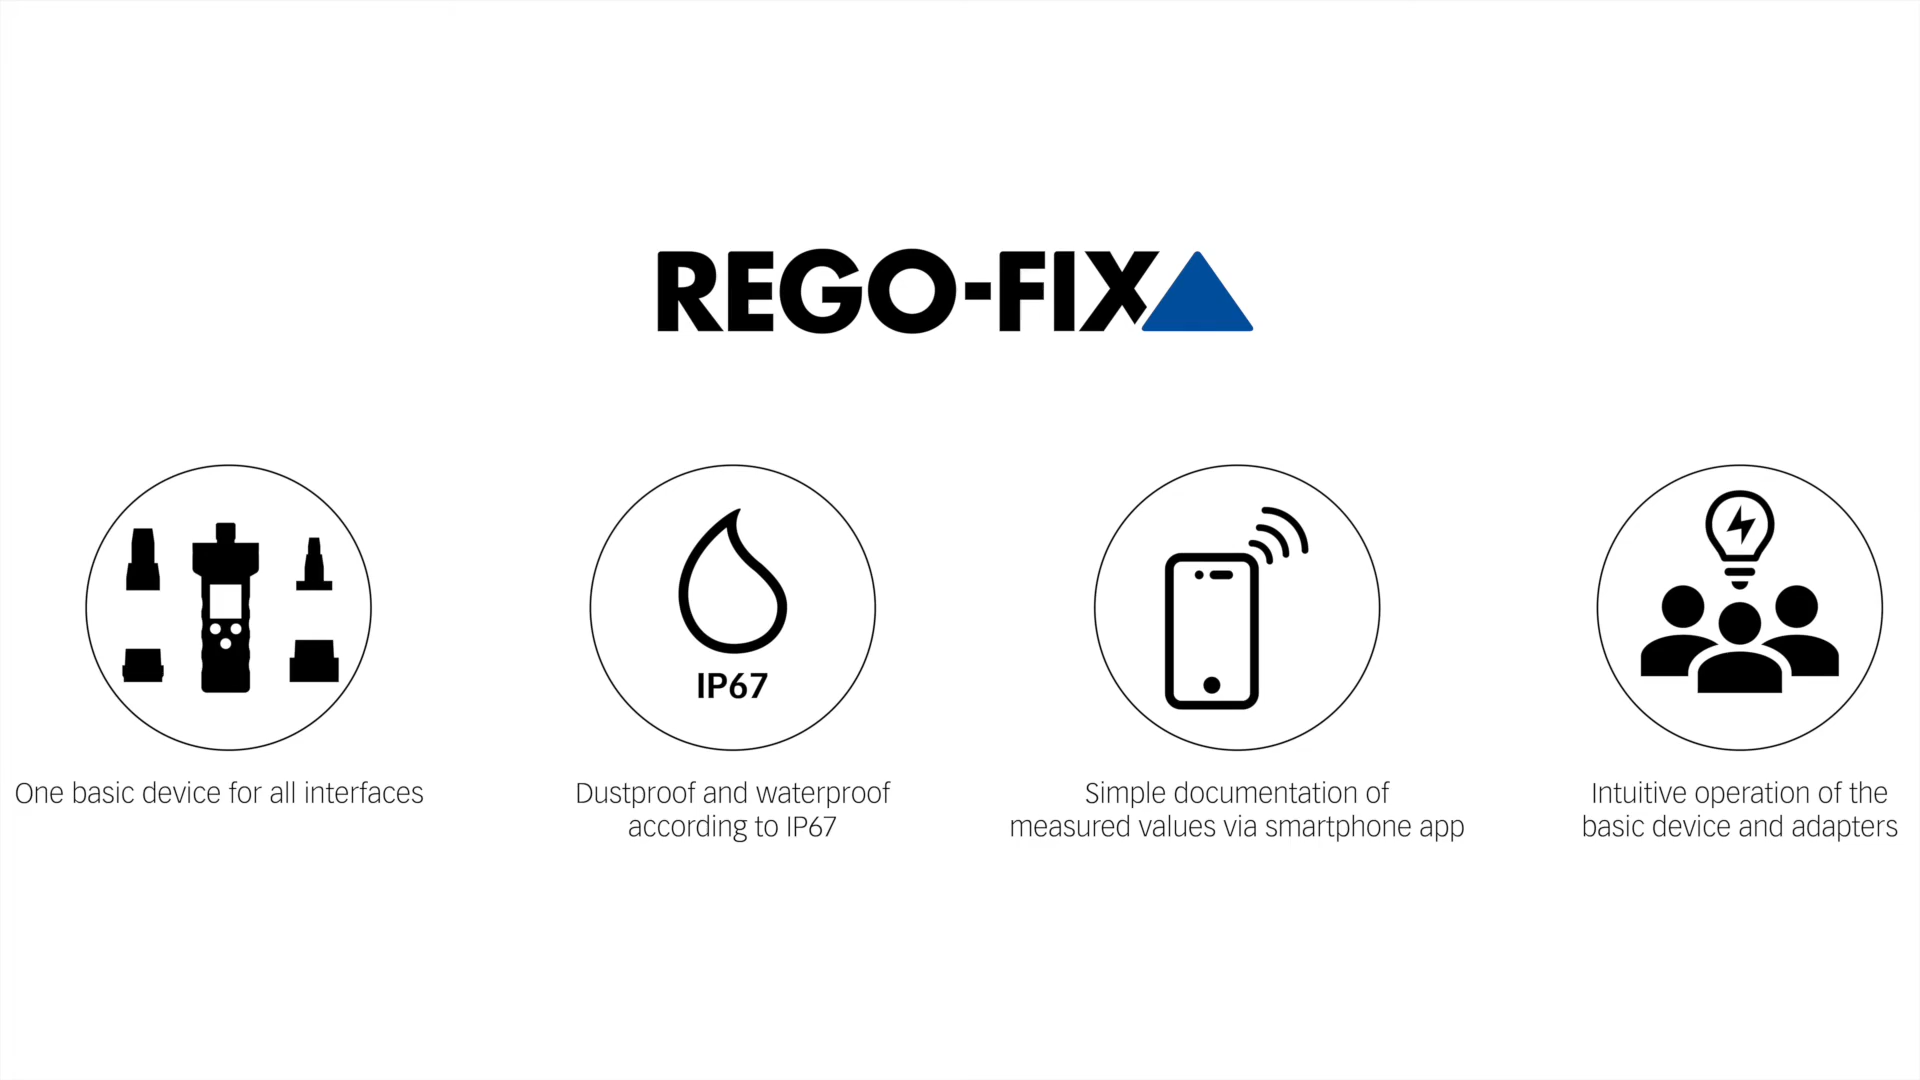 REGO-FIX
IP67
One basic device for all interfaces
Dustproof and waterproof
according to IP67
Simple documentation of
measured values via smartphone app
Intuitive operation of the
basic device and adapters